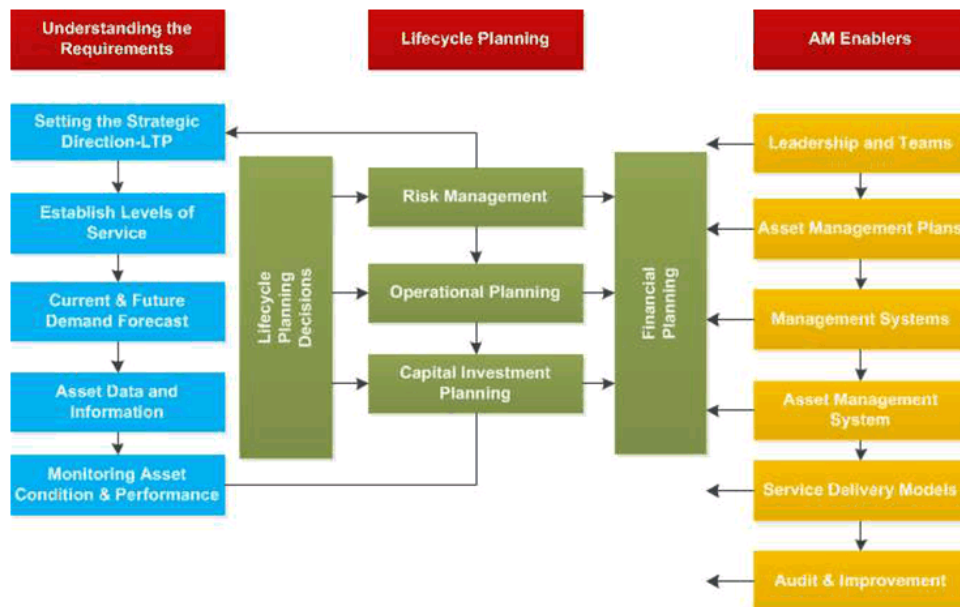 Understanding the
Requirements
Lifecycle Planning
AM Enablers
Setting the Strategic
Direction-LTP
Establish Levels of
Service
Current & Future
Demand Forecast
Asset Data and
Information
Monitoring Asset
Condition & Performance
Lifecycle
Planning
Decisions
Risk Management
Operational Planning
Capital Investment
Planning
Financial
Planning
Leadership and Teams
Asset Management Plans
Management Systems
Asset Management
System
Service Delivery Models
Audit & Improvement